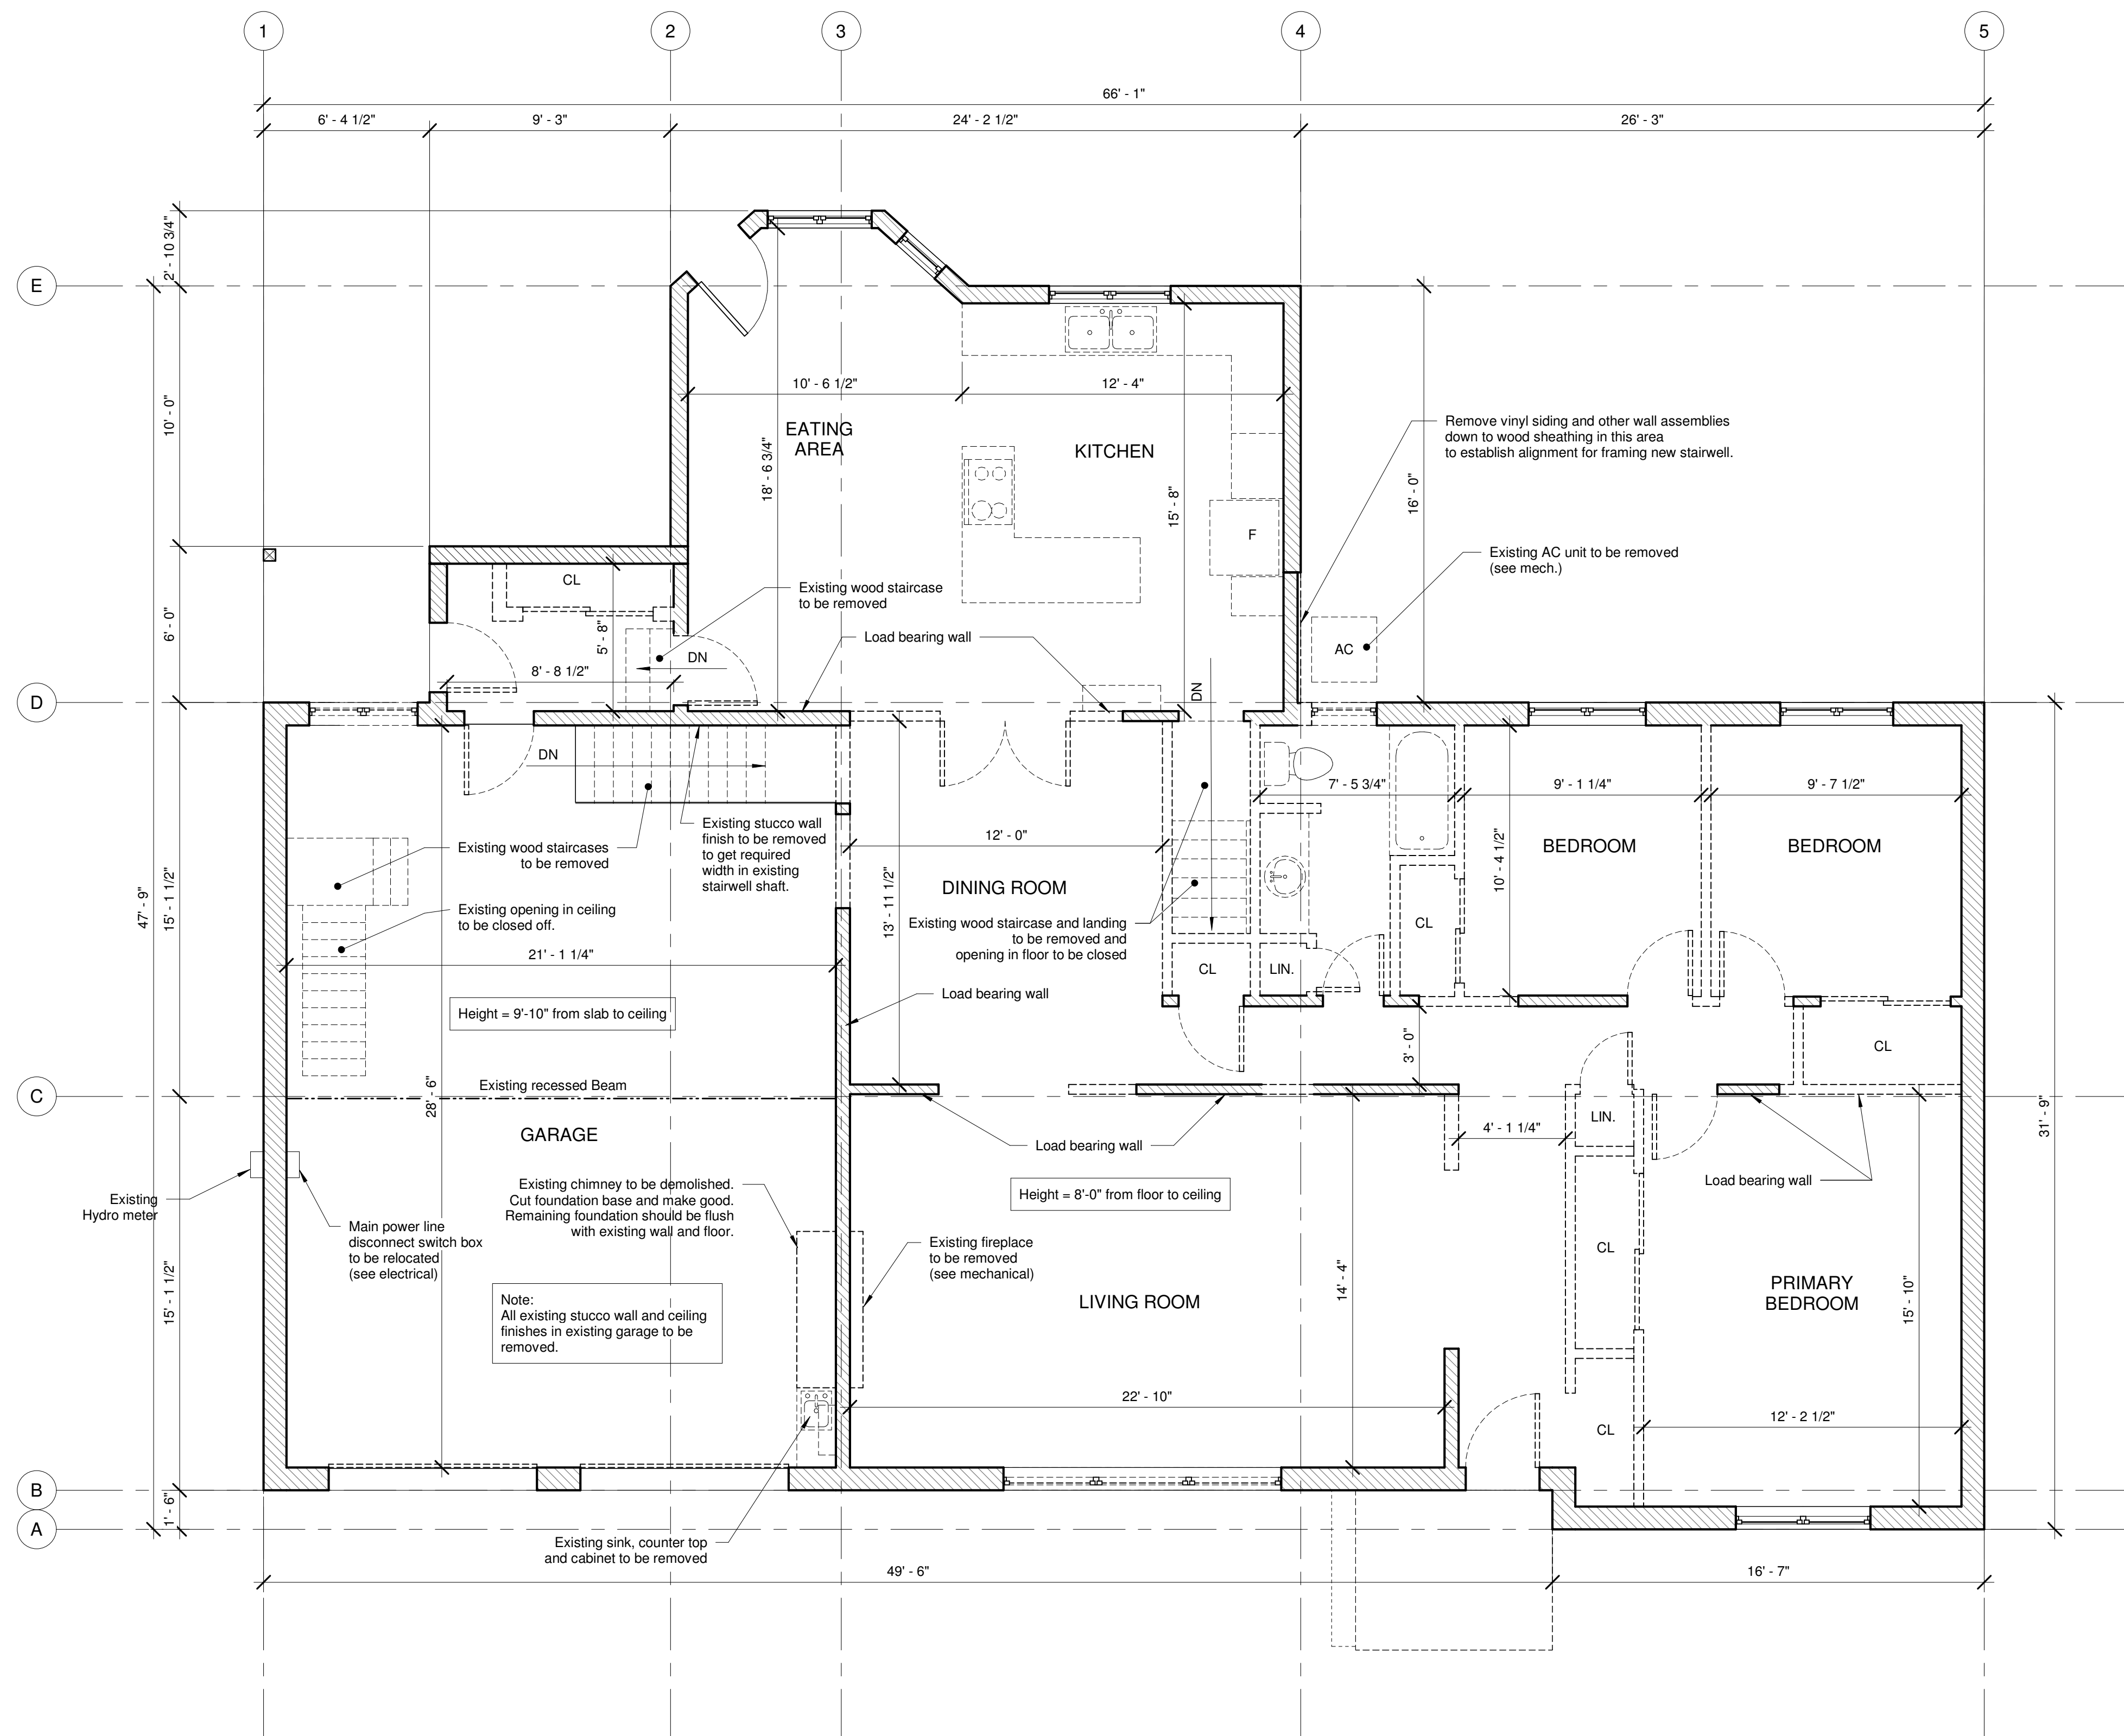 1
2
3
4
5
66' - 1"
6' - 4 1/2"
9' - 3"
24' - 2 1/2"
26' - 3"
2' - 10 3/4"
E
10' - 0"
10' - 6 1/2"
12' - 4"
EATING
AREA
KITCHEN
18' - 6 3/4"
15' - 8"
16' - 0"
Remove vinyl siding and other wall assemblies
down to wood sheathing in this area
to establish alignment for framing new stairwell.
F
Existing AC unit to be removed
(see mech.)
CL
Existing wood staircase
to be removed
6' - 0"
5' - 8"
Load bearing wall
DN
AC
8' - 8 1/2"
DN
D
DN
7' - 5 3/4"
9' - 1 1/4"
9' - 7 1/2"
Existing stucco wall
finish to be removed
to get required
width in existing
stairwell shaft.
12' - 0"
Existing wood staircases
to be removed
BEDROOM
BEDROOM
10' - 4 1/2"
DINING ROOM
13' - 11 1/2"
47' - 9"
15' - 1 1/2"
Existing opening in ceiling
to be closed off.
Existing wood staircase and landing
to be removed and
opening in floor to be closed
CL
21' - 1 1/4"
CL
LIN.
Load bearing wall
Height = 9'-10" from slab to ceiling
3' - 0"
CL
Existing recessed Beam
28' - 6"
C
31' - 9"
GARAGE
LIN.
4' - 1 1/4"
Load bearing wall
Load bearing wall
Existing
Hydro meter
Existing chimney to be demolished.
Cut foundation base and make good.
Remaining foundation should be flush
with existing wall and floor.
Height = 8'-0" from floor to ceiling
Main power line
disconnect switch box
to be relocated
(see electrical)
Existing fireplace
to be removed
(see mechanical)
CL
14' - 4"
PRIMARY
BEDROOM
15' - 10"
15' - 1 1/2"
LIVING ROOM
Note:
All existing stucco wall and ceiling
finishes in existing garage to be
removed.
22' - 10"
12' - 2 1/2"
CL
B
1' - 6"
A
Existing sink, counter top
and cabinet to be removed
49' - 6"
16' - 7"